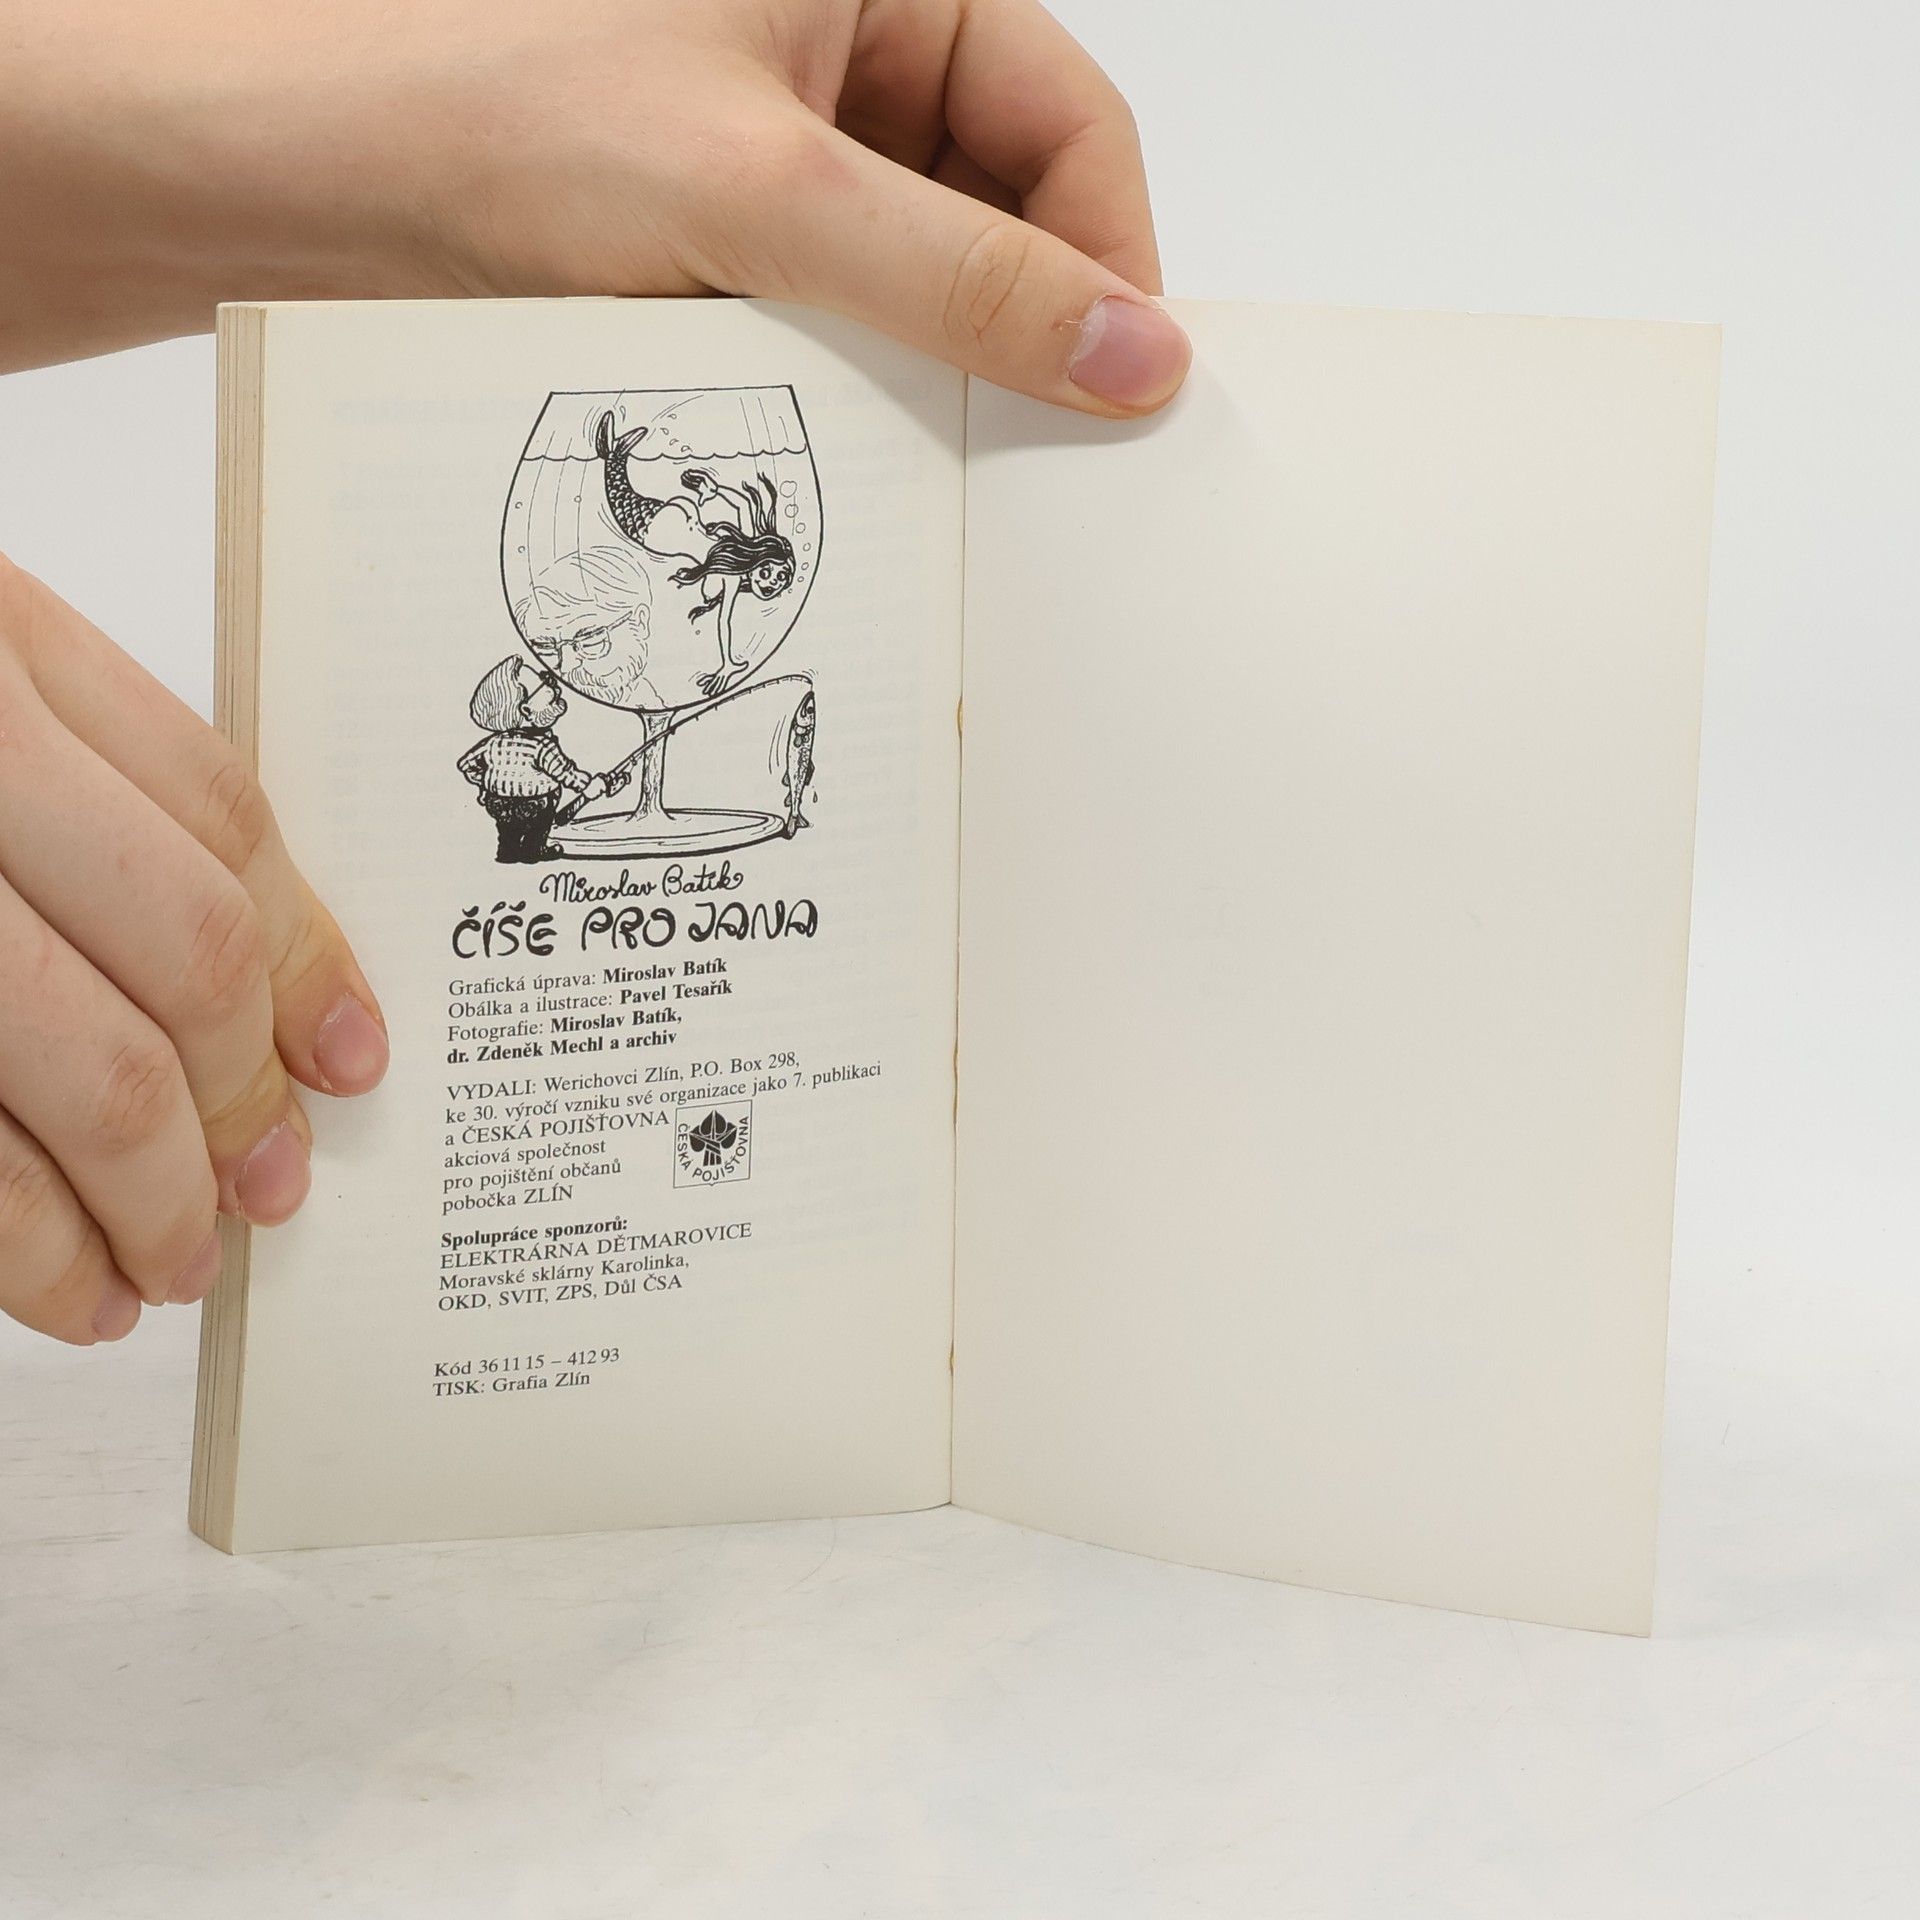 Miroslav Batík
ČÍŠE PRO JANA
Grafická úprava: Miroslav Batík
Obálka a ilustrace: Pavel Tesařík
Fotografie: Miroslav Batík,
dr. Zdeněk Mechl a archiv
VYDALI: Werichovci Zlín, P.O. Box 298,
ke 30. výročí vzniku své organizace jako 7. publikaci
a ČESKÁ POJIŠŤOVNA
akciová společnost
pro pojištění občanů
pobočka ZLÍN
ČESKÁ POJIŠŤOVNA
Spolupráce sponzorů:
ELEKTRÁRNA DĚTMAROVICE
Moravské sklárny Karolinka,
OKD, SVIT, ZPS, Důl ČSA
Kód 36 11 15 – 412 93
TISK: Grafia Zlín